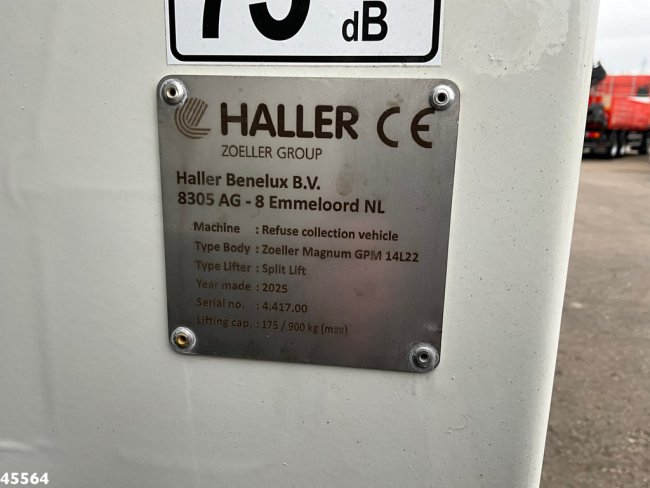 75 dB
HALLER CE
ZOELLER GROUP
Haller Benelux B.V.
8305 AG - 8 Emmeloord NL
Machine : Refuse collection vehicle
Type Body : Zoeller Magnum GPM 14L22
Type Lifter : Split Lift
Year made : 2025
Serial no. : 4.417.00
Lifting cap. : 175 / 900 kg (max)
45564